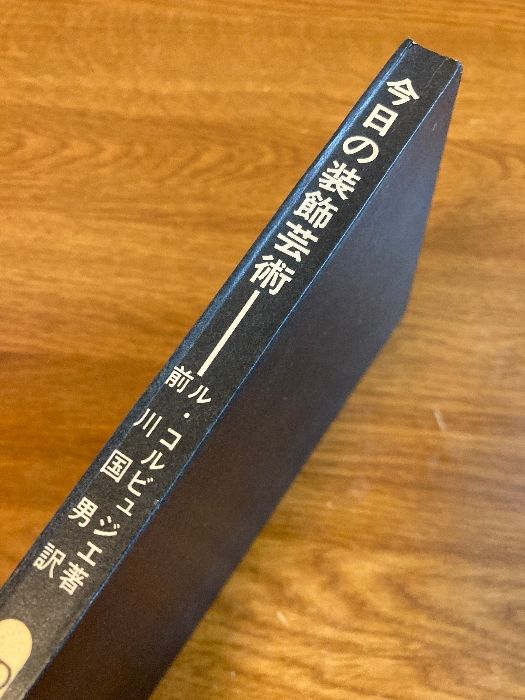 今日の装飾芸術——
ル・コルビュジエ著
前川国男訳